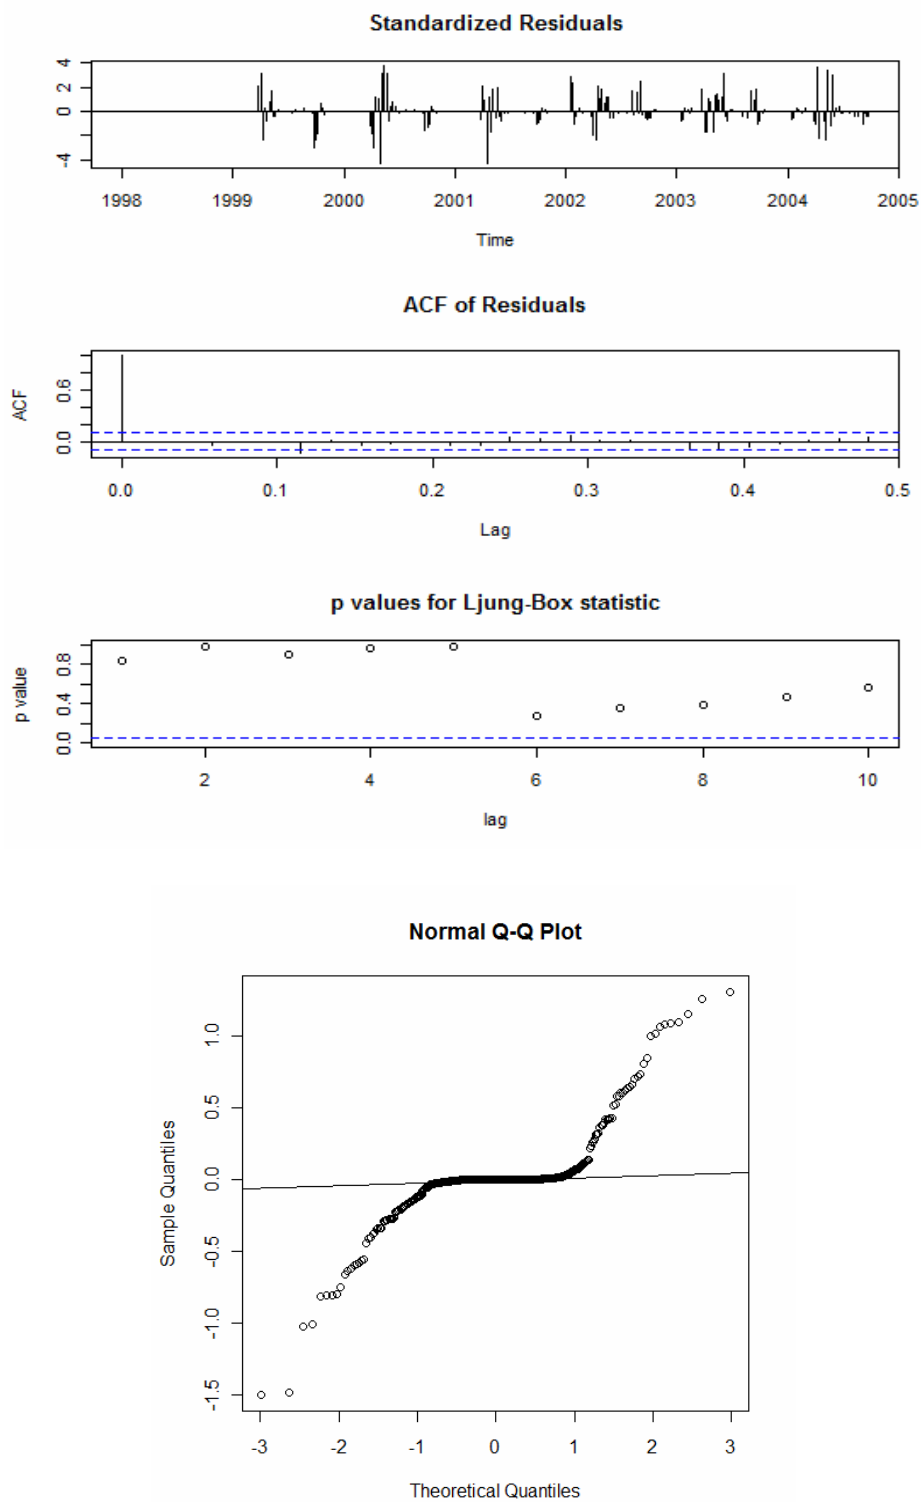 Standardized Residuals
4
2
0
-4
1998 1999 2000 2001 2002 2003 2004 2005
Time
ACF of Residuals
ACF
0.6
0.0
0.0 0.1 0.2 0.3 0.4 0.5
Lag
p values for Ljung-Box statistic
p value
0.8
0.4
0.0
2 4 6 8 10
lag
Normal Q-Q Plot
Sample Quantiles
1.0
0.5
0.0
-0.5
-1.0
-1.5
-3 -2 -1 0 1 2 3
Theoretical Quantiles